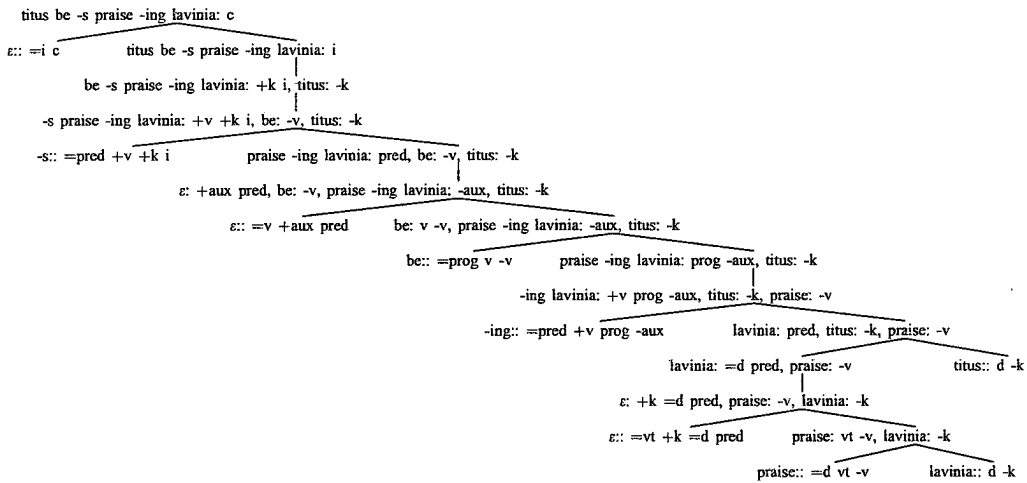 titus be -s praise -ing lavinia: c
ε:: =i c titus be -s praise -ing lavinia: i
be -s praise -ing lavinia: +k i, titus: -k
-s praise -ing lavinia: +v +k i, be: -v, titus: -k
-s:: =pred +v +k i praise -ing lavinia: pred, be: -v, titus: -k
ε: +aux pred, be: -v, praise -ing lavinia: -aux, titus: -k
ε:: =v +aux pred be: v -v, praise -ing lavinia: -aux, titus: -k
be:: =prog v -v praise -ing lavinia: prog -aux, titus: -k
-ing lavinia: +v prog -aux, titus: -k, praise: -v
-ing:: =pred +v prog -aux lavinia: pred, titus: -k, praise: -v
lavinia: =d pred, praise: -v titus:: d -k
ε: +k =d pred, praise: -v, lavinia: -k
ε:: =vt +k =d pred praise: vt -v, lavinia: -k
praise:: =d vt -v lavinia:: d -k